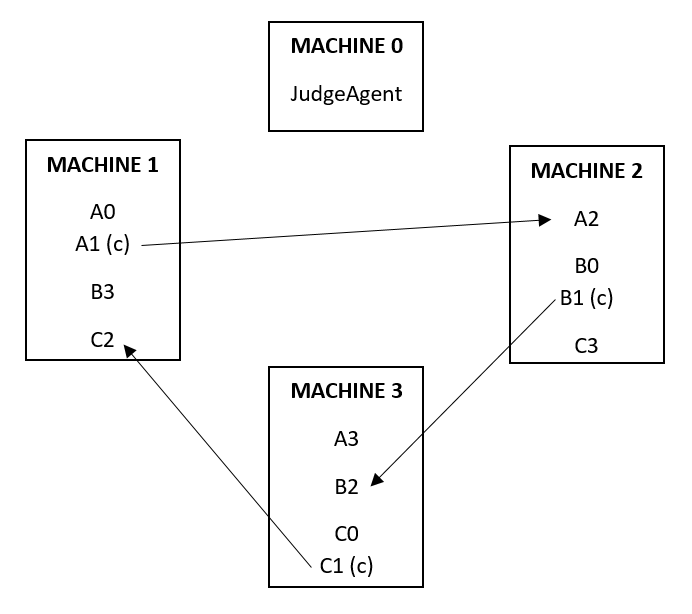 MACHINE 0
JudgeAgent
MACHINE 1
A0
A1 (c)
B3
C2
MACHINE 2
A2
B0
B1 (c)
C3
MACHINE 3
A3
B2
C0
C1 (c)